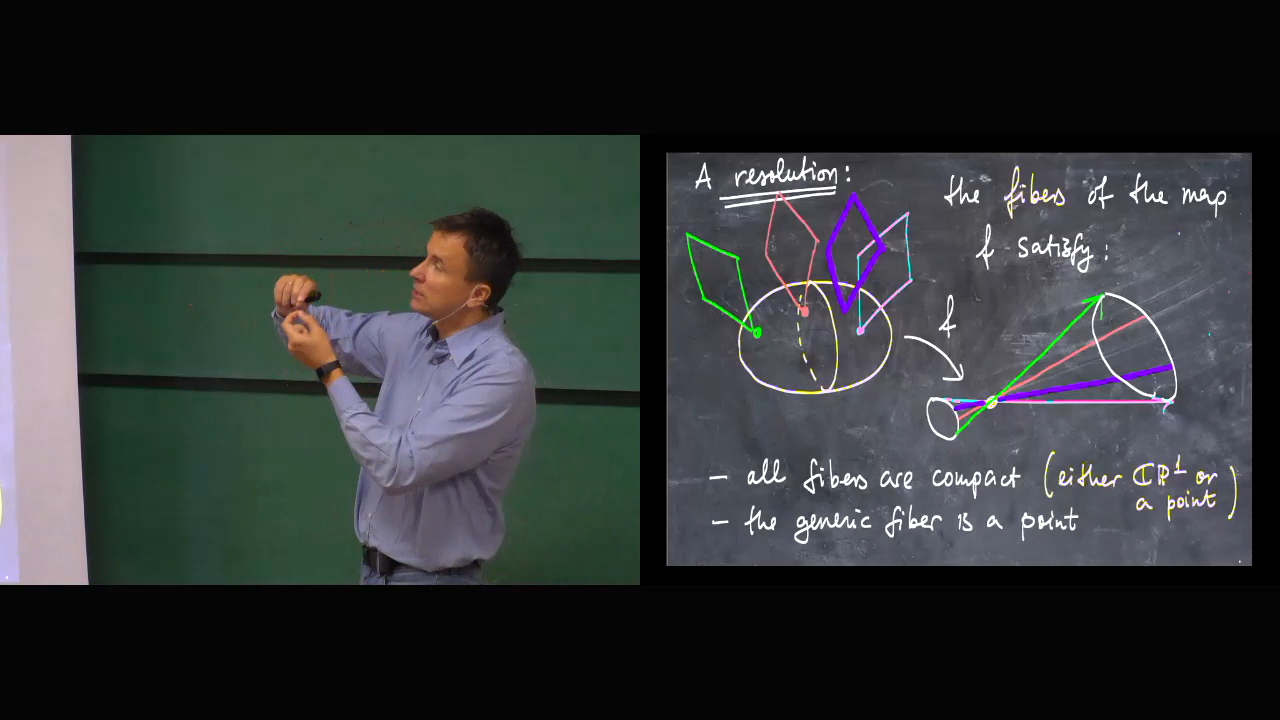 A resolution:
the fibers of the map
f satisfy:
f
- all fibers are compact (either ℂP¹ or a point)
- the generic fiber is a point